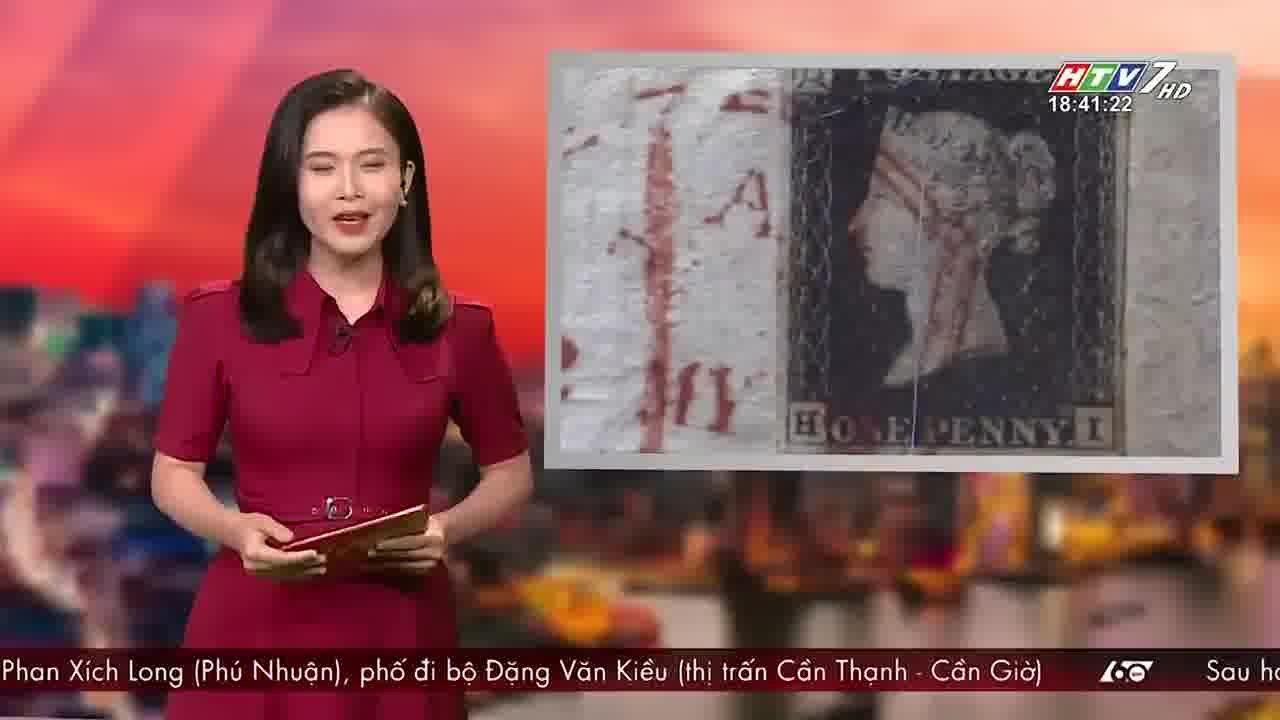 POSTAGE
HTV7
HD
18:41:22
A
H ONE PENNY. I
Phan Xích Long (Phú Nhuận), phố đi bộ Đặng Văn Kiều (thị trấn Cần Thạnh - Cần Giờ)
60
Sau